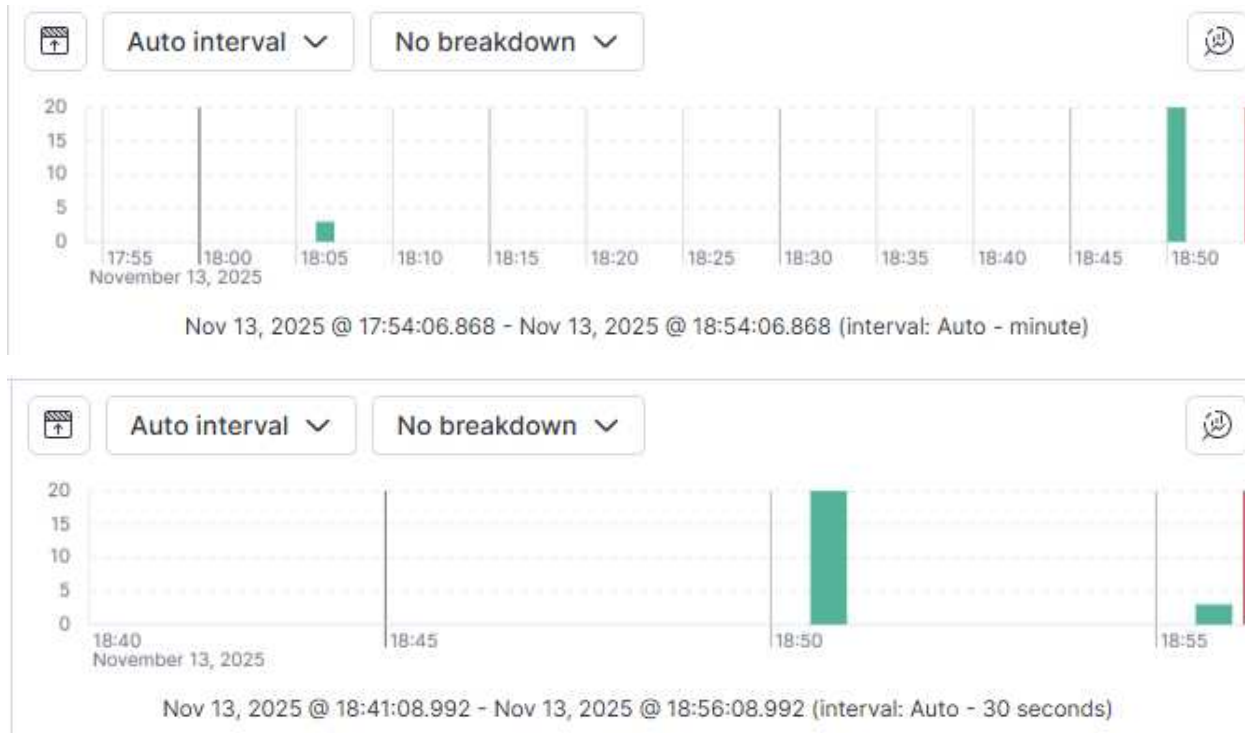 Auto interval No breakdown
20
15
10
5
0
17:55 18:00 18:05 18:10 18:15 18:20 18:25 18:30 18:35 18:40 18:45 18:50
November 13, 2025
Nov 13, 2025 @ 17:54:06.868 - Nov 13, 2025 @ 18:54:06.868 (interval: Auto - minute)
Auto interval No breakdown
20
15
10
5
0
18:40 18:45 18:50 18:55
November 13, 2025
Nov 13, 2025 @ 18:41:08.992 - Nov 13, 2025 @ 18:56:08.992 (interval: Auto - 30 seconds)